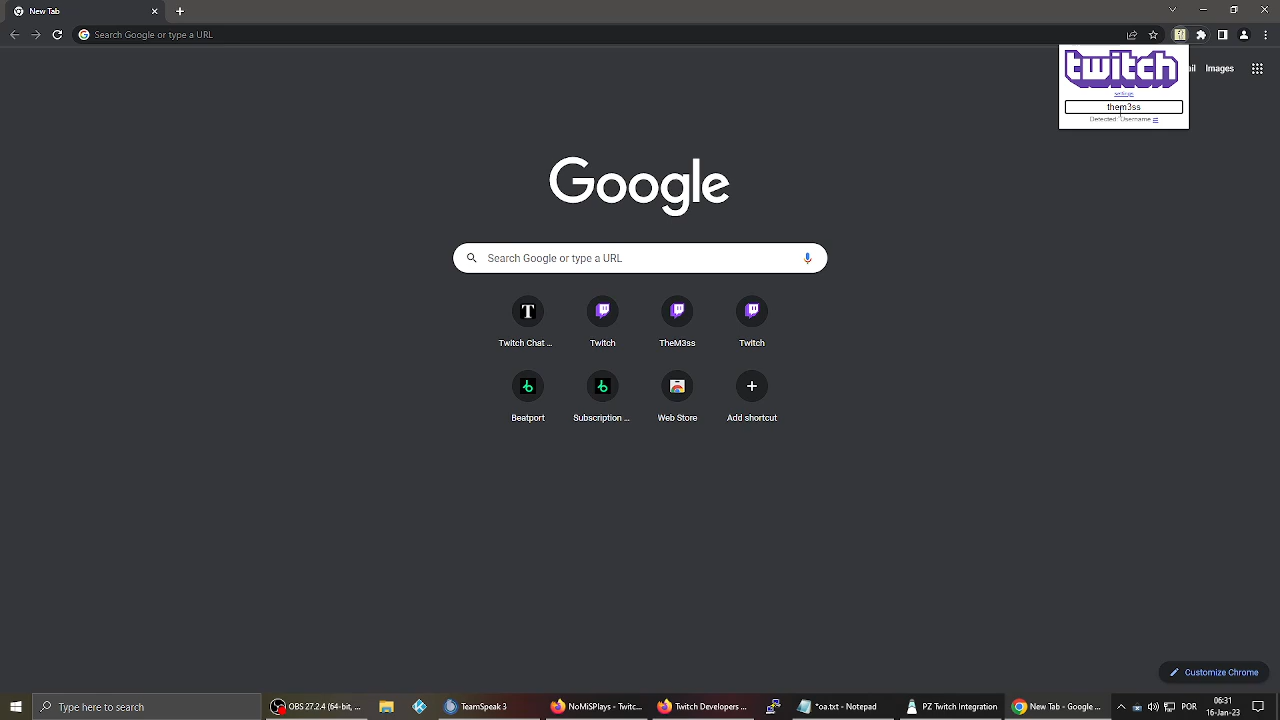 New Tab
Search Google or type a URL
twitch
settings
them3ss
Detected: Username
Images
Google
Search Google or type a URL
Twitch Chat ...
Twitch
TheM3ss
Twitch
Beatport
Subscription ...
Web Store
Add shortcut
Customize Chrome
Type here to search
OBS 27.0.4 (64-bit, ...
TeamSpeak 3
NoMiSPlays - Twitc...
Twitch Developers ...
*oa.txt - Notepad
PZ Twitch Integration
New Tab - Google ...
POR
06:31
16-Jan-23